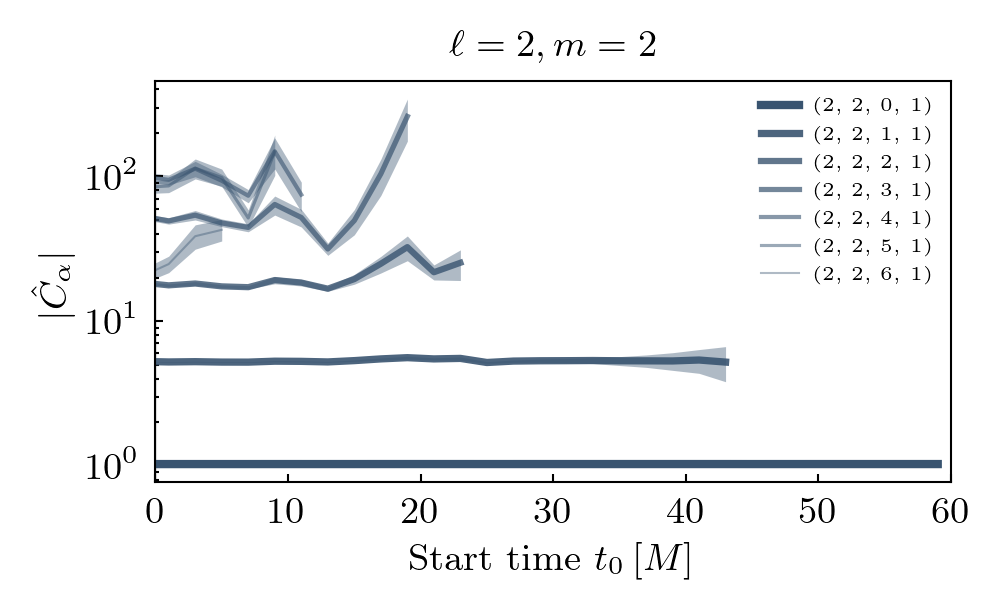 ℓ = 2, m = 2
|Ĉ_α|
10²
10¹
10⁰
(2, 2, 0, 1)
(2, 2, 1, 1)
(2, 2, 2, 1)
(2, 2, 3, 1)
(2, 2, 4, 1)
(2, 2, 5, 1)
(2, 2, 6, 1)
0 10 20 30 40 50 60
Start time t₀ [M]